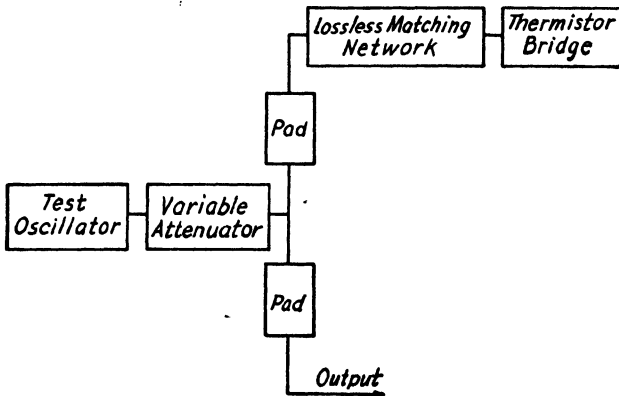 Lossless Matching
Network
Thermistor
Bridge
Pad
Test
Oscillator
Variable
Attenuator
Pad
Output